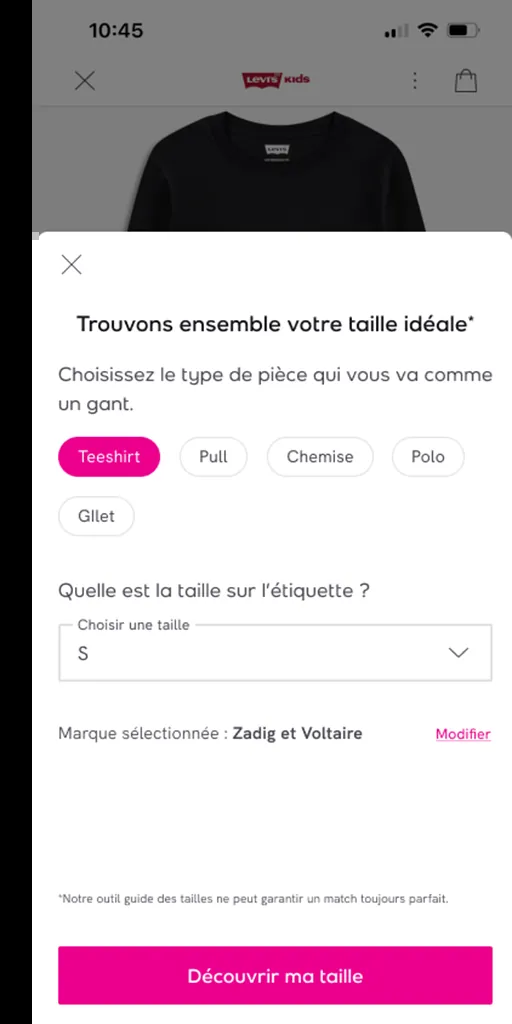 10:45
LEVI'S KIDS
LEVI'S
Trouvons ensemble votre taille idéale*
Choisissez le type de pièce qui vous va comme
un gant.
Teeshirt
Pull
Chemise
Polo
GIlet
Quelle est la taille sur l'étiquette ?
Choisir une taille
S
Marque sélectionnée : Zadig et Voltaire
Modifier
*Notre outil guide des tailles ne peut garantir un match toujours parfait.
Découvrir ma taille